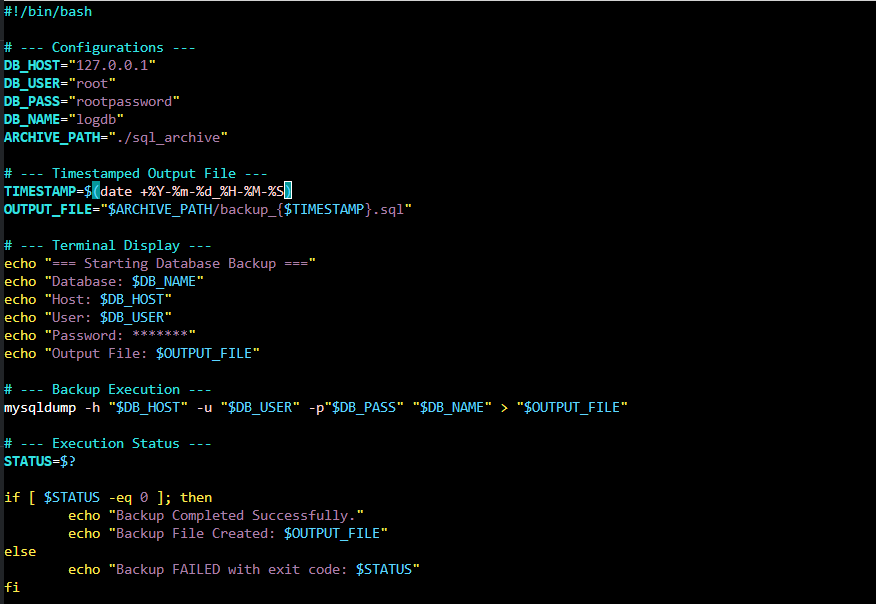 #!/bin/bash

# --- Configurations ---
DB_HOST="127.0.0.1"
DB_USER="root"
DB_PASS="rootpassword"
DB_NAME="logdb"
ARCHIVE_PATH="./sql_archive"

# --- Timestamped Output File ---
TIMESTAMP=$(date +%Y-%m-%d_%H-%M-%S)
OUTPUT_FILE="$ARCHIVE_PATH/backup_{$TIMESTAMP}.sql"

# --- Terminal Display ---
echo "=== Starting Database Backup ==="
echo "Database: $DB_NAME"
echo "Host: $DB_HOST"
echo "User: $DB_USER"
echo "Password: *******"
echo "Output File: $OUTPUT_FILE"

# --- Backup Execution ---
mysqldump -h "$DB_HOST" -u "$DB_USER" -p"$DB_PASS" "$DB_NAME" > "$OUTPUT_FILE"

# --- Execution Status ---
STATUS=$?

if [ $STATUS -eq 0 ]; then
        echo "Backup Completed Successfully."
        echo "Backup File Created: $OUTPUT_FILE"
else
        echo "Backup FAILED with exit code: $STATUS"
fi